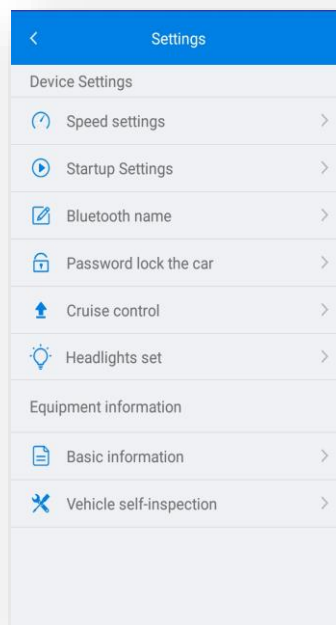 Settings
Device Settings
Speed settings
Startup Settings
Bluetooth name
Password lock the car
Cruise control
Headlights set
Equipment information
Basic information
Vehicle self-inspection